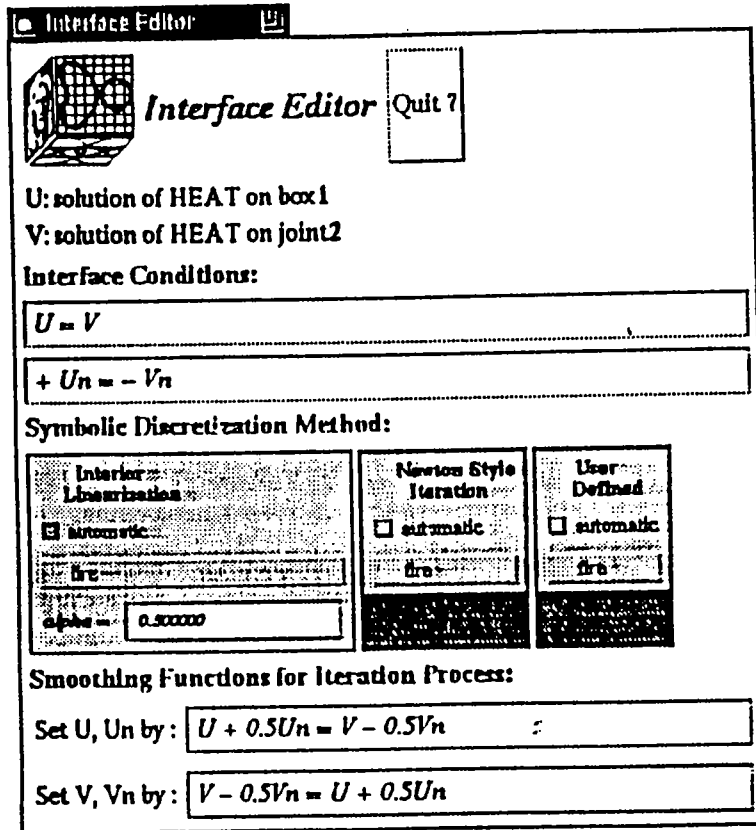 Interface Editor
Interface Editor
Quit ?
U: solution of HEAT on box1
V: solution of HEAT on joint2
Interface Conditions:
U = V
+ Un = - Vn
Symbolic Discretization Method:
Interior
Linearization
automatic
fire
alpha =
0.500000
Newton Style
Iteration
automatic
fire
User
Defined
automatic
fire
Smoothing Functions for Iteration Process:
Set U, Un by : U + 0.5Un = V – 0.5Vn
Set V, Vn by : V – 0.5Vn = U + 0.5Un